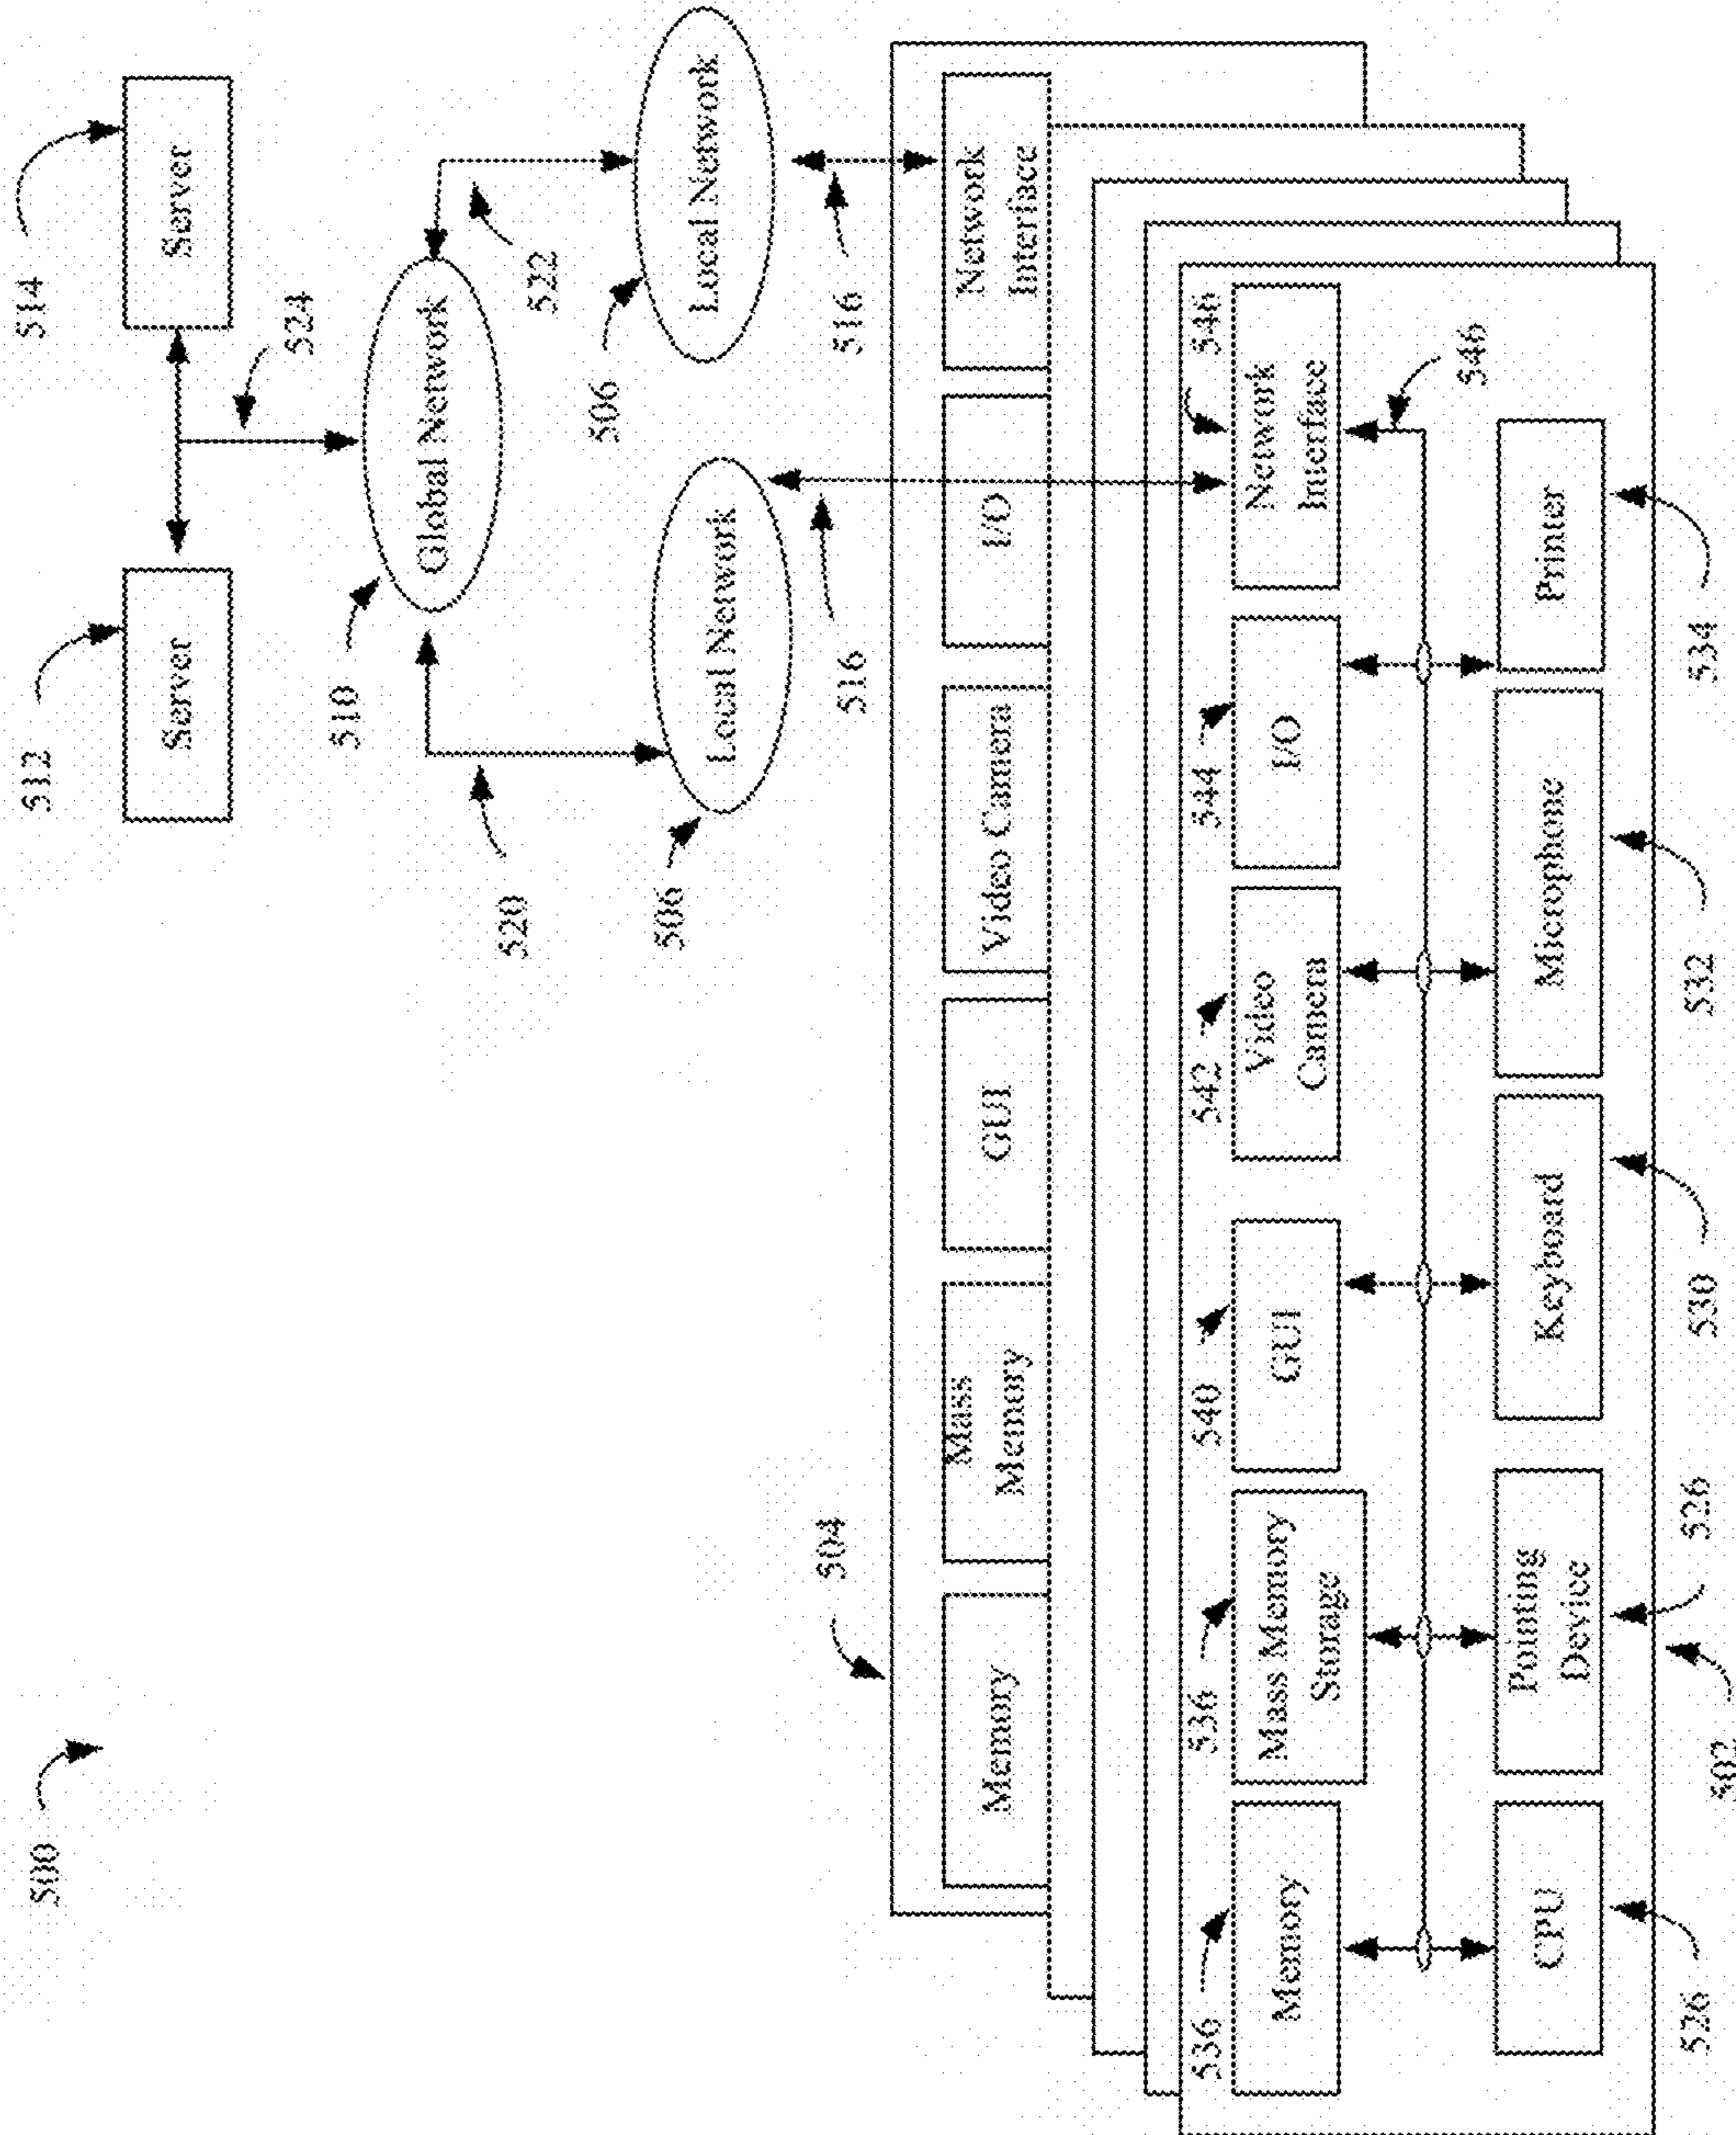 500
512
514
Server
Server
524
510
Global Network
520
522
506
506
Local Network
Local Network
504
516
516
Memory
Mass
Memory
GUI
Video Camera
I/O
Network
Interface
536
536
540
542
544
546
Memory
Mass Memory
Storage
GUI
Video
Camera
I/O
Network
Interface
546
CPU
Pointing
Device
Keyboard
Microphone
Printer
526
526
530
532
534
502